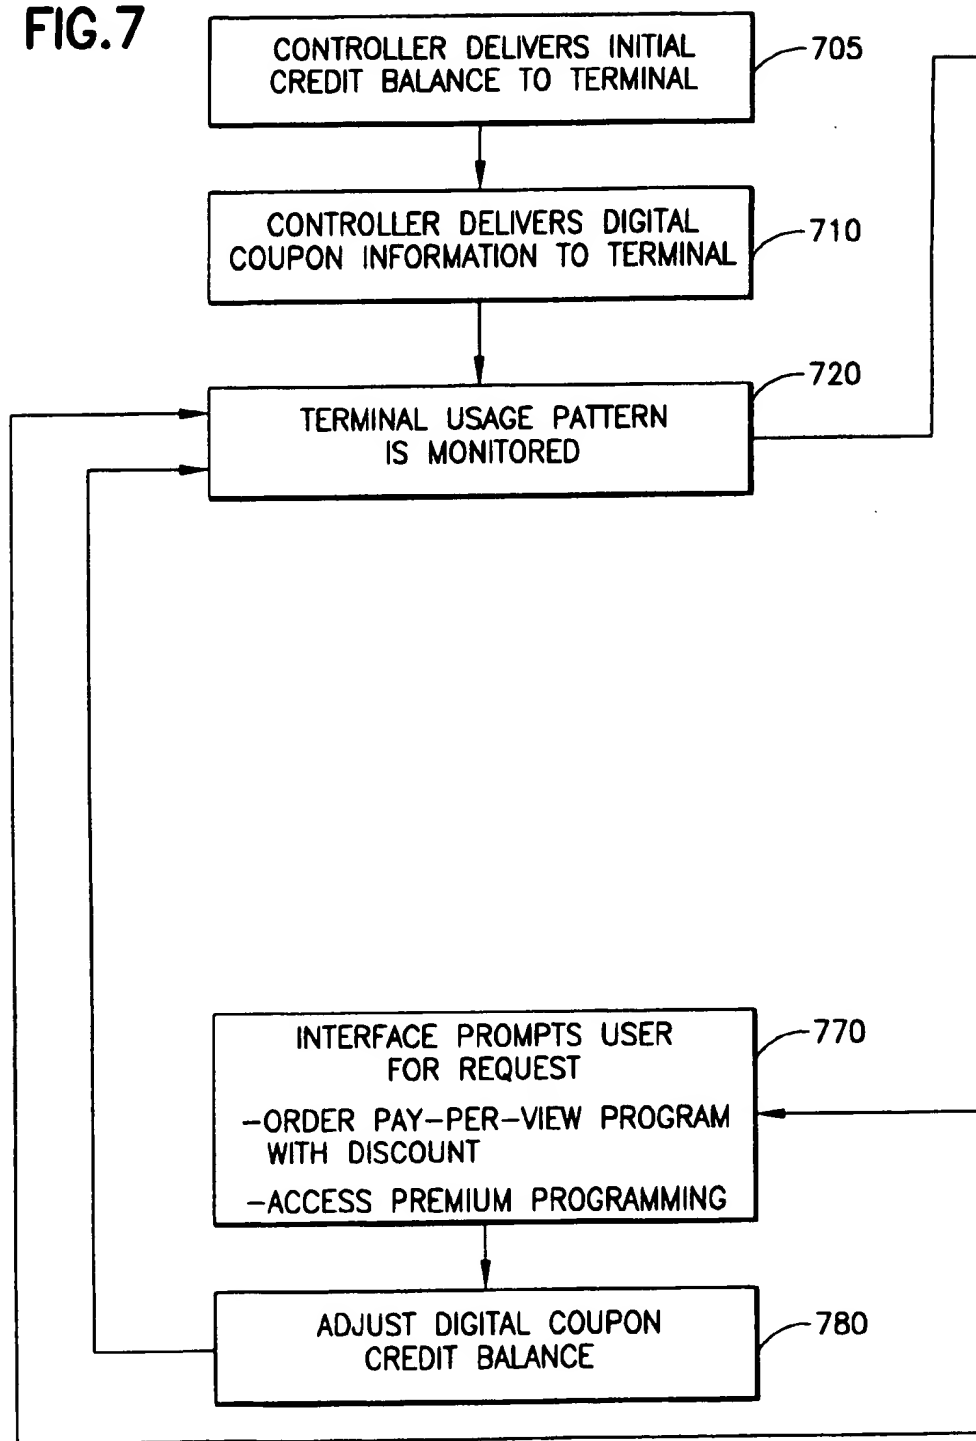 FIG.7
CONTROLLER DELIVERS INITIAL
CREDIT BALANCE TO TERMINAL
705
CONTROLLER DELIVERS DIGITAL
COUPON INFORMATION TO TERMINAL
710
TERMINAL USAGE PATTERN
IS MONITORED
720
INTERFACE PROMPTS USER
FOR REQUEST
-ORDER PAY-PER-VIEW PROGRAM
WITH DISCOUNT
-ACCESS PREMIUM PROGRAMMING
770
ADJUST DIGITAL COUPON
CREDIT BALANCE
780